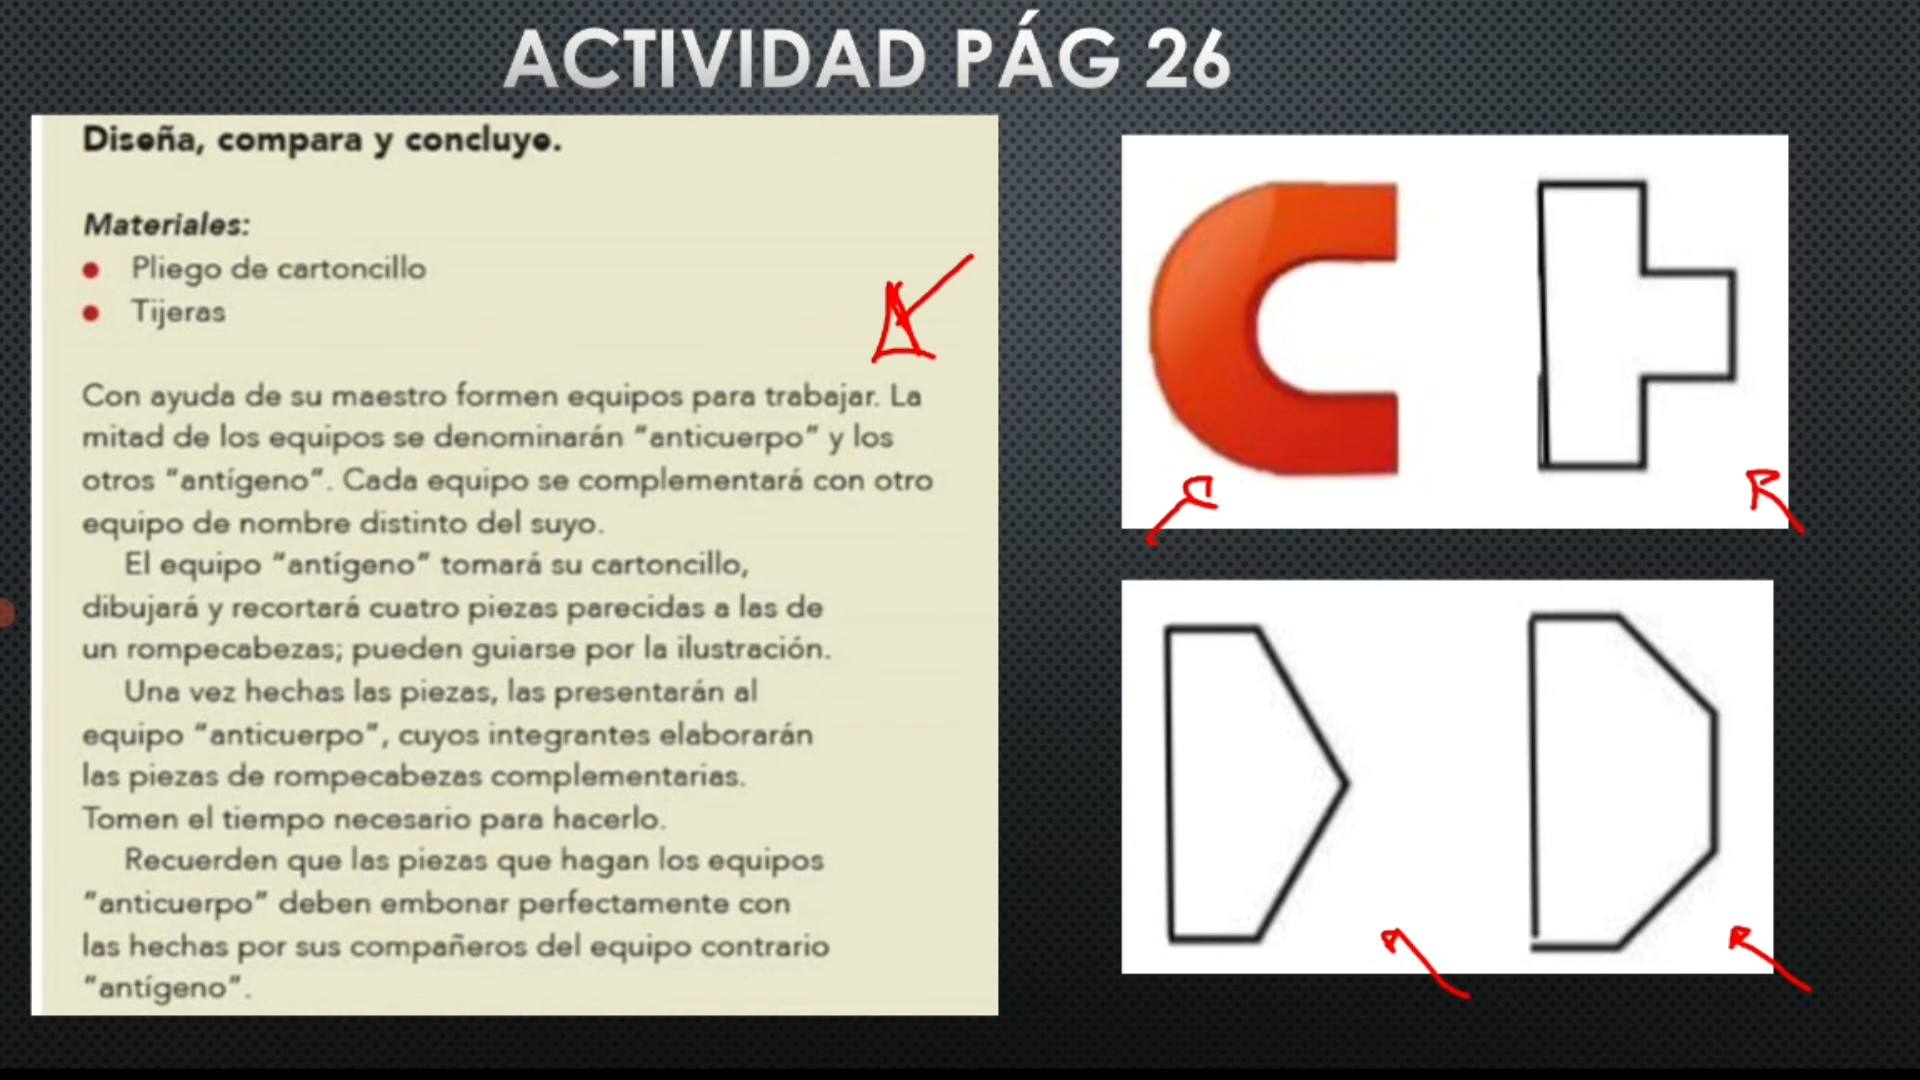 ACTIVIDAD PÁG 26
Diseña, compara y concluye.
Materiales:
Pliego de cartoncillo
Tijeras
Con ayuda de su maestro formen equipos para trabajar. La
mitad de los equipos se denominarán “anticuerpo” y los
otros “antígeno”. Cada equipo se complementará con otro
equipo de nombre distinto del suyo.
El equipo “antígeno” tomará su cartoncillo,
dibujará y recortará cuatro piezas parecidas a las de
un rompecabezas; pueden guiarse por la ilustración.
Una vez hechas las piezas, las presentarán al
equipo “anticuerpo”, cuyos integrantes elaborarán
las piezas de rompecabezas complementarias.
Tomen el tiempo necesario para hacerlo.
Recuerden que las piezas que hagan los equipos
“anticuerpo” deben embonar perfectamente con
las hechas por sus compañeros del equipo contrario
“antígeno”.